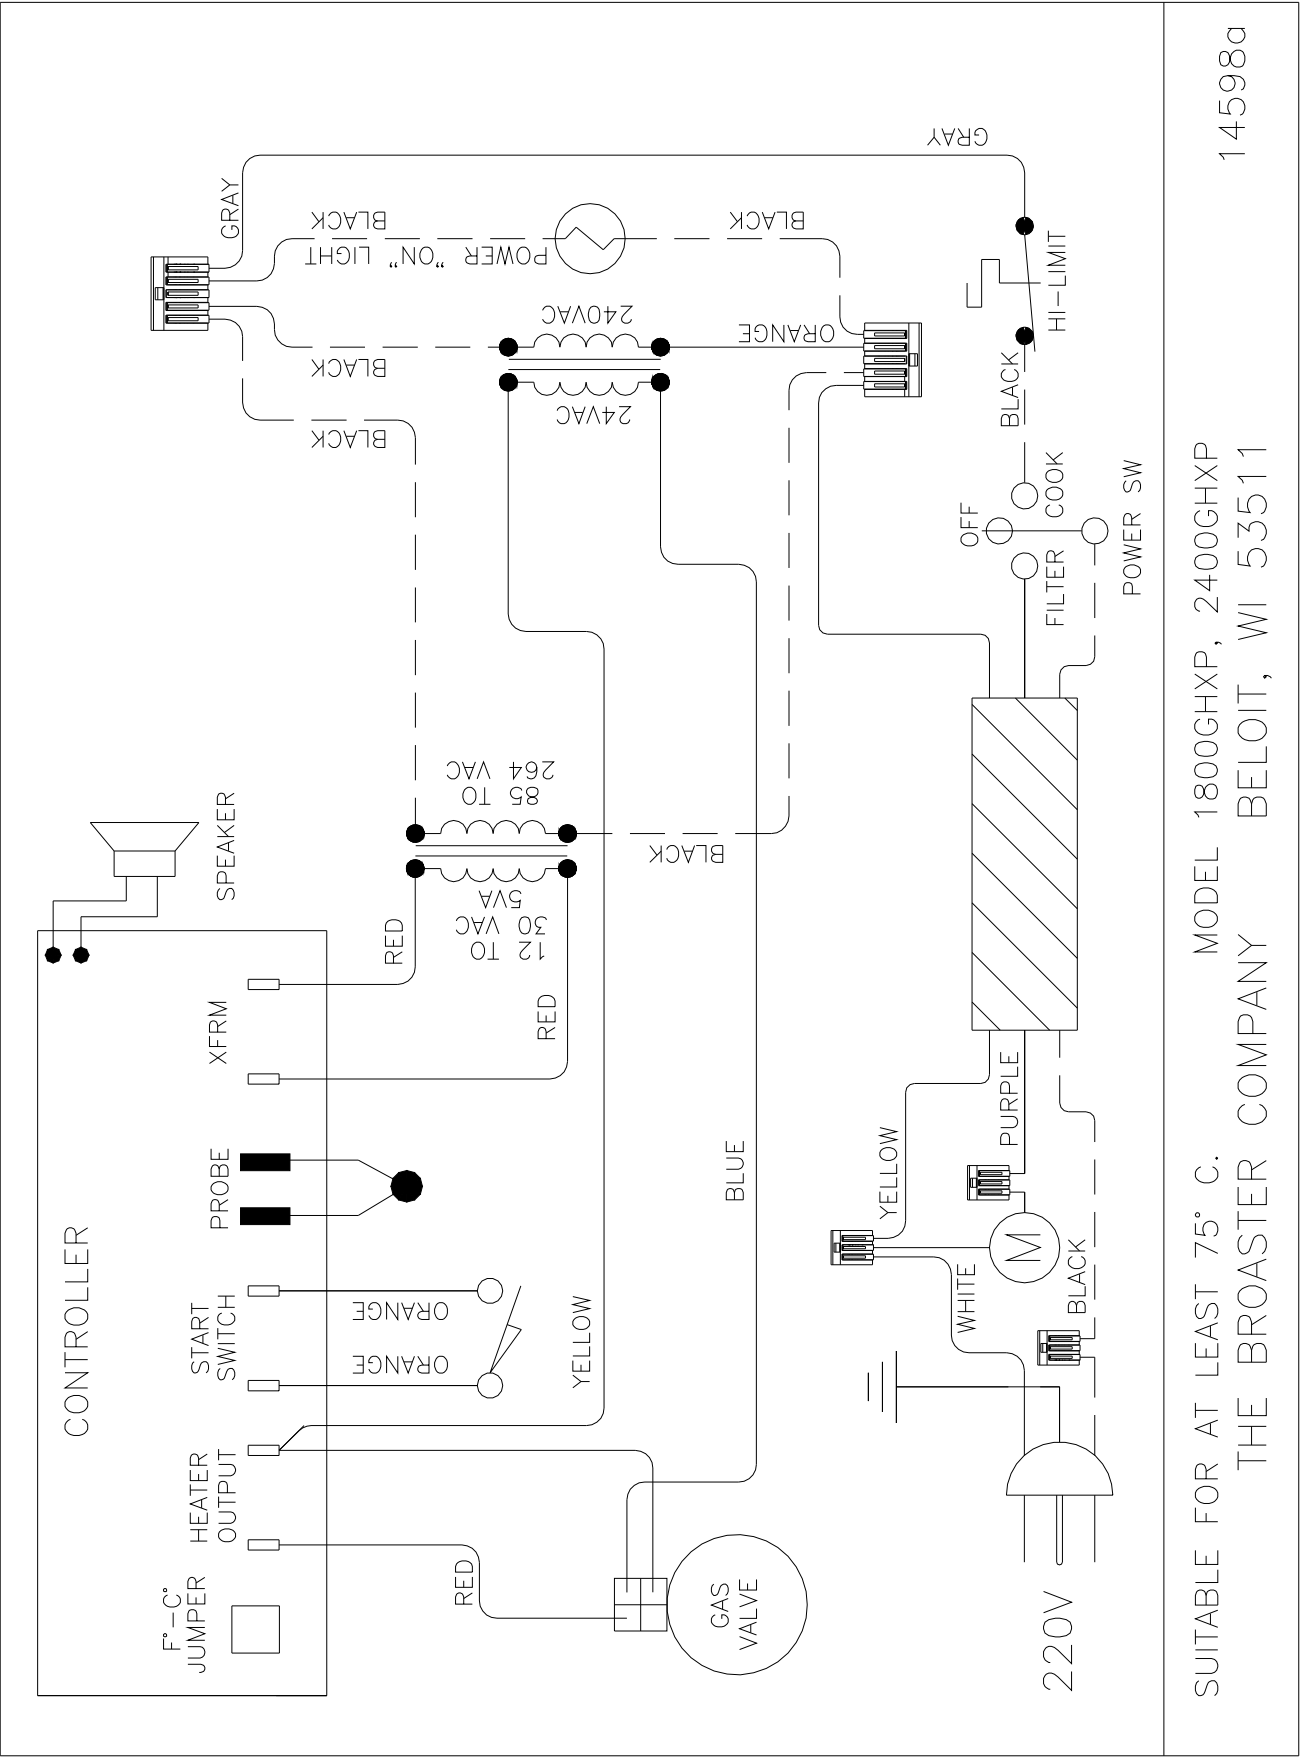 CONTROLLER
F°-C°
JUMPER
HEATER
OUTPUT
START
SWITCH
PROBE
XFRM
SPEAKER
RED
ORANGE
ORANGE
RED
RED
12 TO
30 VAC
5VA
85 TO
264 VAC
BLACK
BLACK
BLACK
BLACK
GRAY
POWER "ON" LIGHT
24VAC
240VAC
ORANGE
BLACK
GRAY
YELLOW
BLUE
GAS
VALVE
220V
WHITE
YELLOW
M
BLACK
PURPLE
FILTER
OFF
COOK
POWER SW
BLACK
HI-LIMIT
SUITABLE FOR AT LEAST 75° C.
MODEL 1800GHXP, 2400GHXP
14598a
THE BROASTER COMPANY
BELOIT, WI 53511